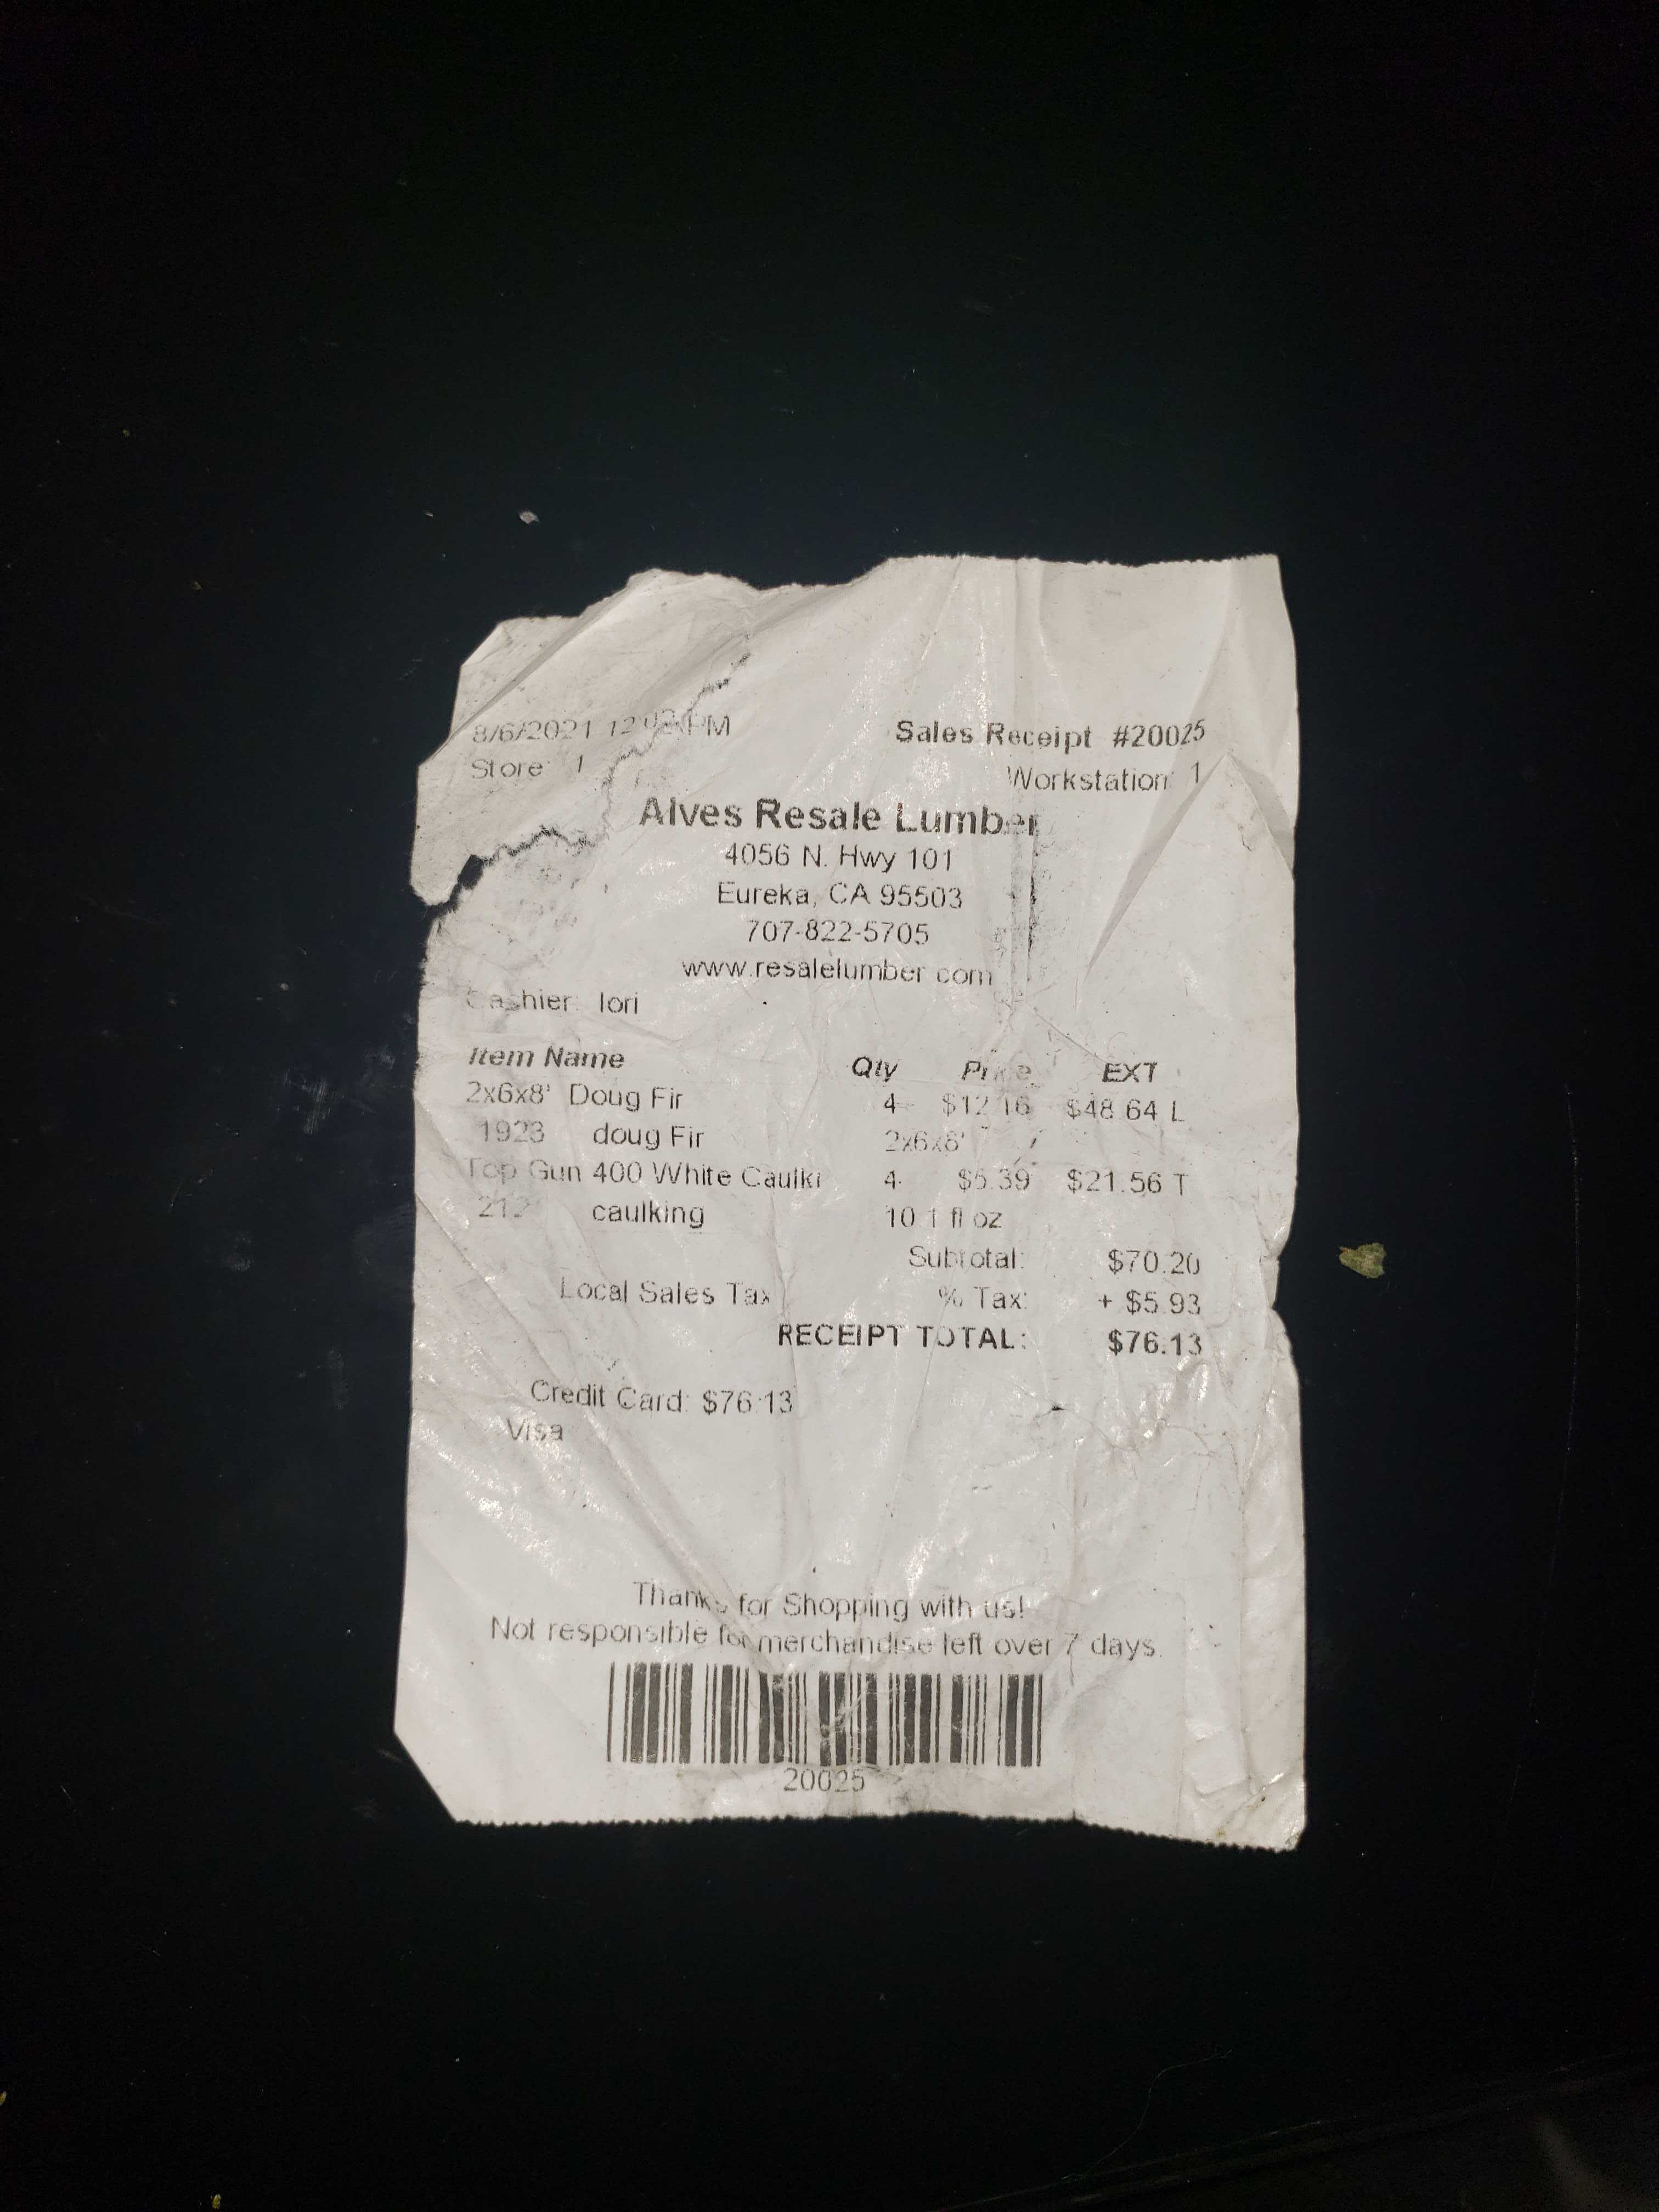 8/6/2021 12:02 PM Sales Receipt #20025
Store: 1 Workstation: 1
Alves Resale Lumber
4056 N. Hwy 101
Eureka, CA 95503
707-822-5705
www.resalelumber.com
Cashier: lori
Item Name Qty Price EXT
2x6x8' Doug Fir 4 $12.16 $48.64 L
1923 doug Fir 2x6x8'
Top Gun 400 White Caulki 4 $5.39 $21.56 T
212 caulking 10.1 fl oz
Subtotal: $70.20
Local Sales Tax % Tax: + $5.93
RECEIPT TOTAL: $76.13
Credit Card: $76.13
Visa
Thanks for Shopping with us!
Not responsible for merchandise left over 7 days.
20025